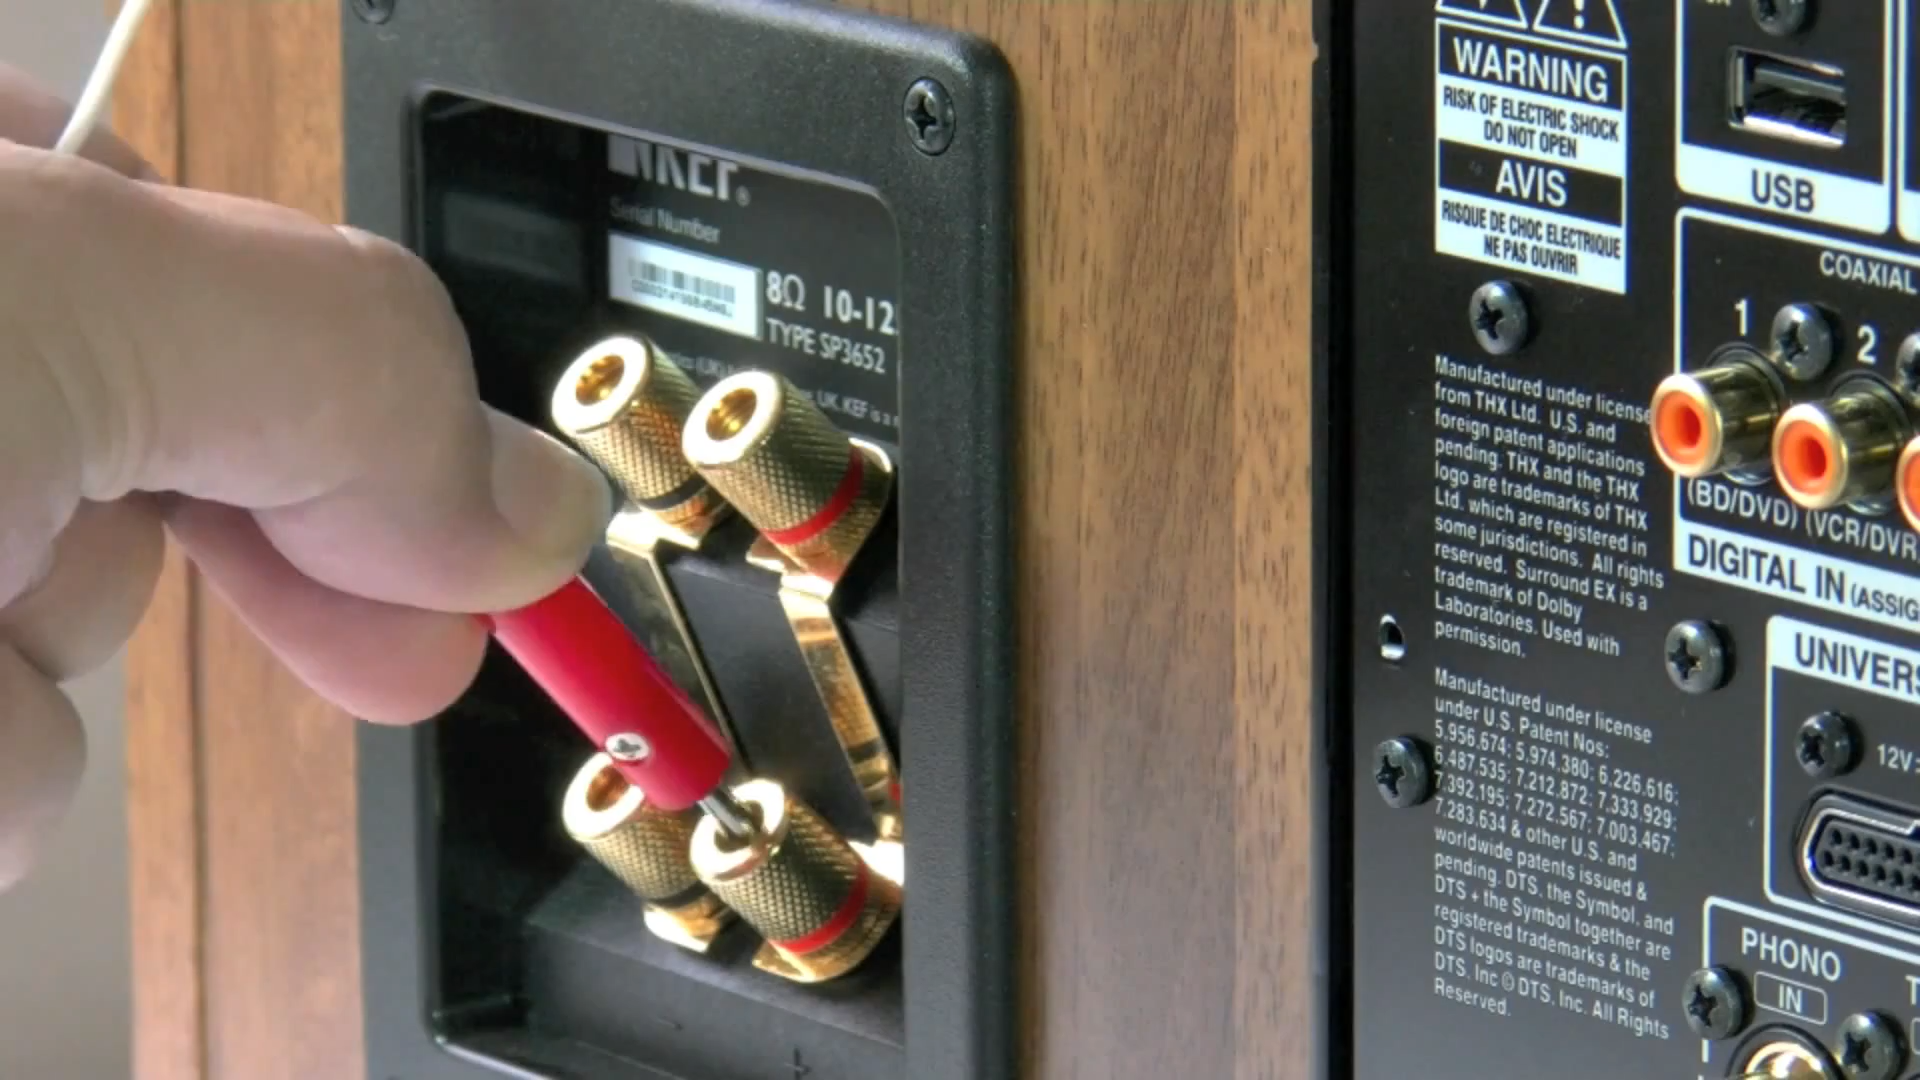 KEF®
Serial Number
8Ω 10-12
TYPE SP3652
UK. KEF is a
WARNING
RISK OF ELECTRIC SHOCK
DO NOT OPEN
AVIS
RISQUE DE CHOC ELECTRIQUE
NE PAS OUVRIR
USB
COAXIAL
1
2
(BD/DVD) (VCR/DVR
DIGITAL IN (ASSIG
Manufactured under license
from THX Ltd. U.S. and
foreign patent applications
pending. THX and the THX
logo are trademarks of THX
Ltd. which are registered in
some jurisdictions. All rights
reserved. Surround EX is a
trademark of Dolby
Laboratories. Used with
permission.
UNIVERS
12V
Manufactured under license
under U.S. Patent Nos:
5,956,674; 5,974,380; 6,226,616;
6,487,535; 7,212,872; 7,333,929;
7,392,195; 7,272,567; 7,003,467;
7,283,634 & other U.S. and
worldwide patents issued &
pending. DTS, the Symbol, and
DTS + the Symbol together are
registered trademarks & the
DTS logos are trademarks of
DTS, Inc © DTS, Inc. All Rights
Reserved.
PHONO
IN